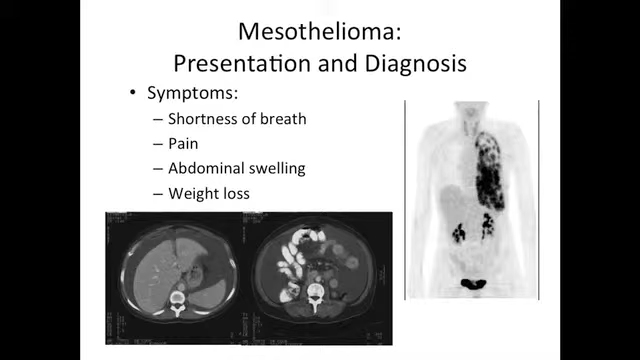 Mesothelioma:
Presentation and Diagnosis
• Symptoms:
– Shortness of breath
– Pain
– Abdominal swelling
– Weight loss